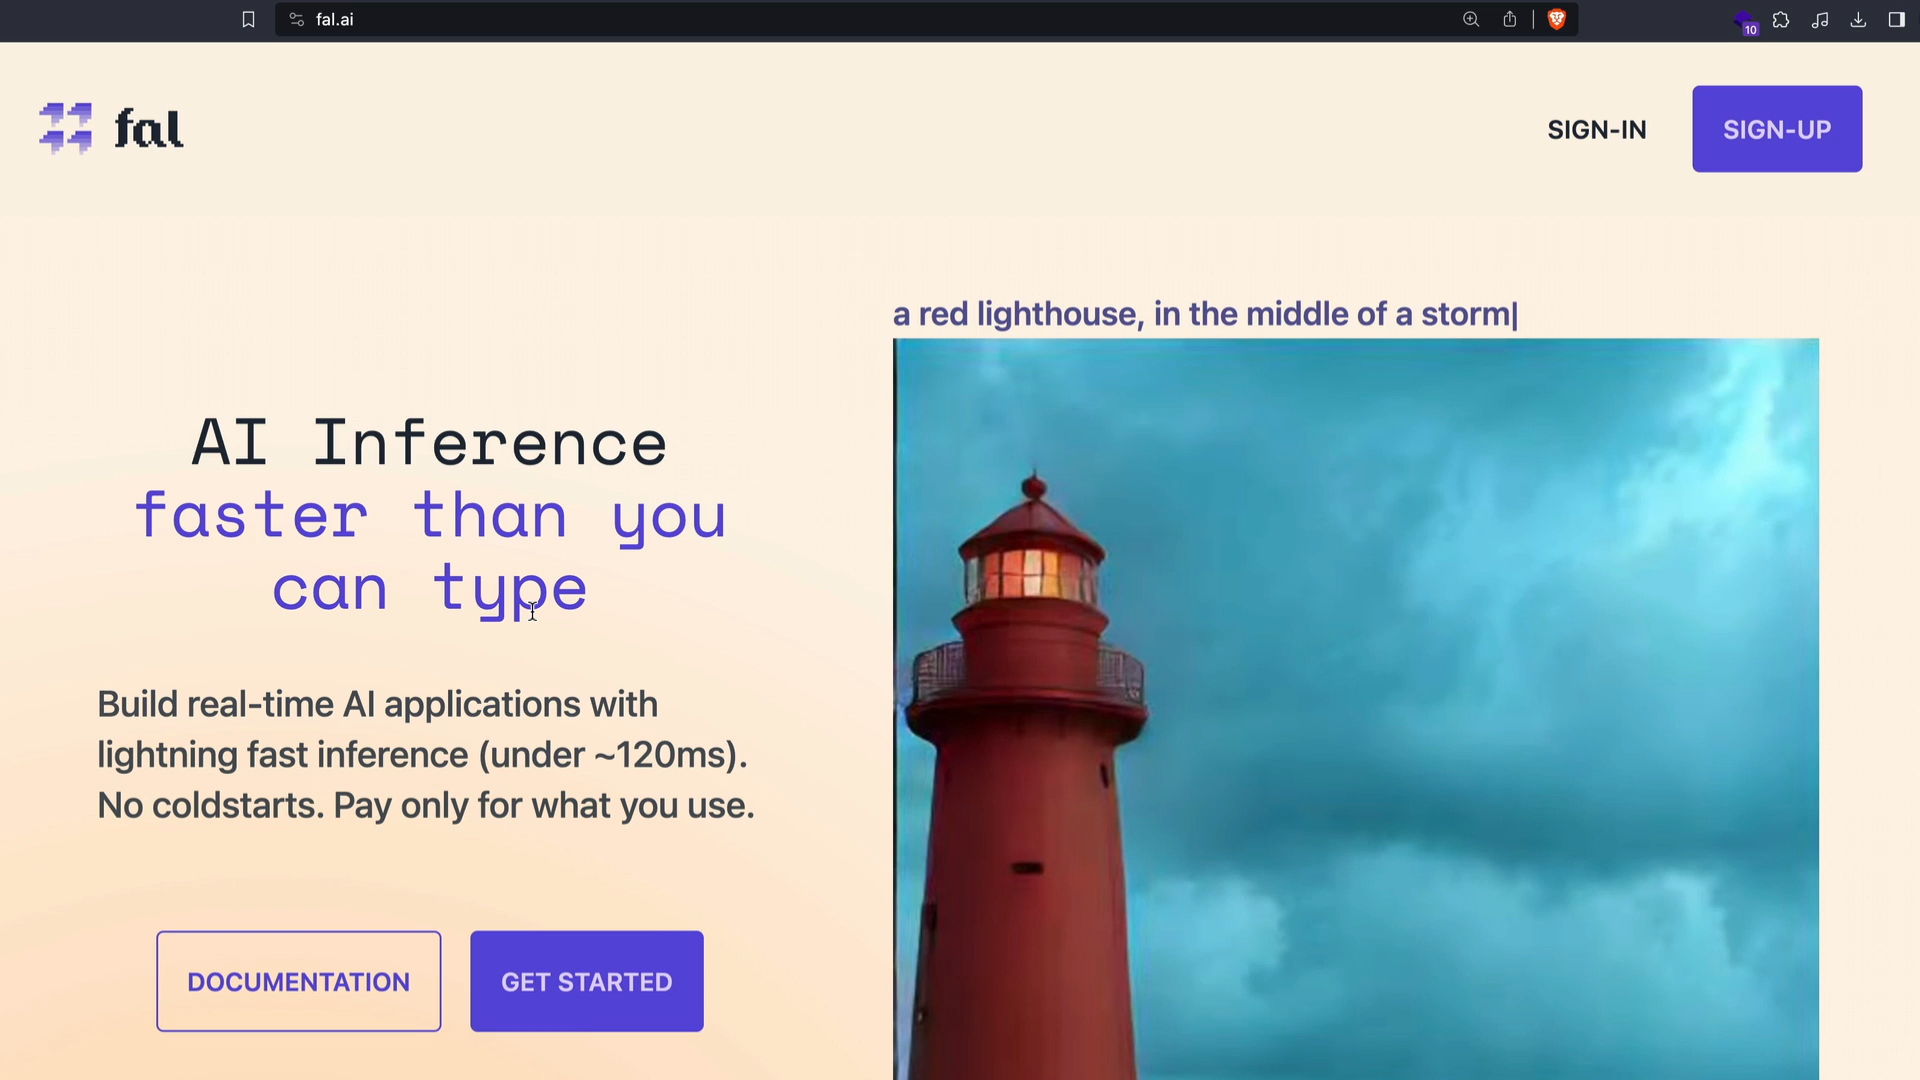 fal.ai
10
fal
SIGN-IN
SIGN-UP
a red lighthouse, in the middle of a storm
AI Inference
faster than you
can type
Build real-time AI applications with
lightning fast inference (under ~120ms).
No coldstarts. Pay only for what you use.
DOCUMENTATION
GET STARTED